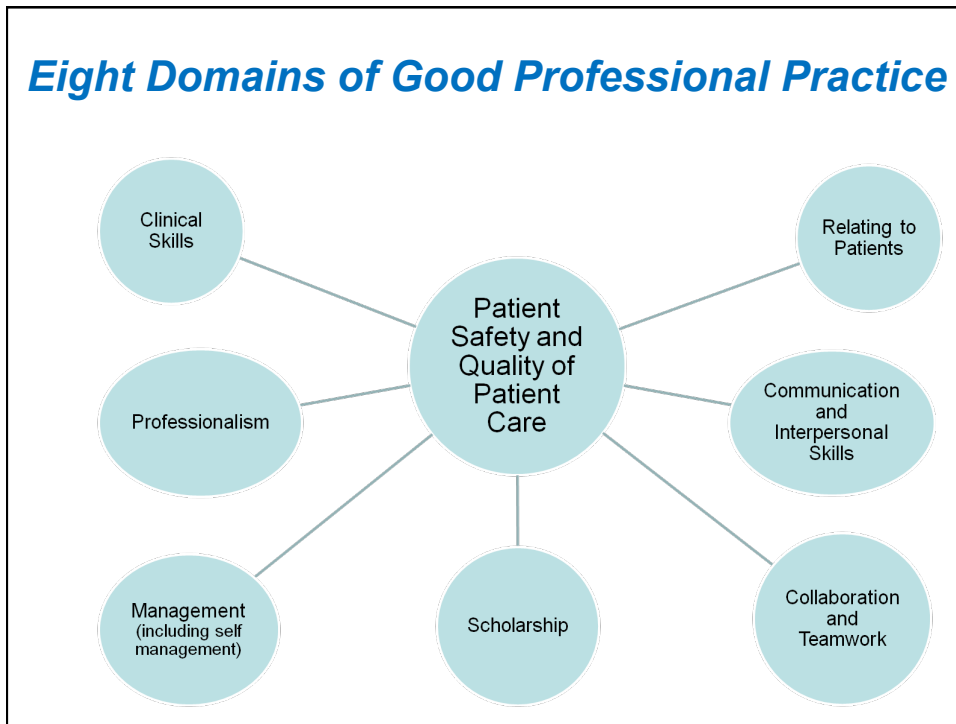 Eight Domains of Good Professional Practice
Clinical
Skills
Relating to
Patients
Patient
Safety and
Quality of
Patient
Care
Professionalism
Communication
and
Interpersonal
Skills
Management
(including self
management)
Scholarship
Collaboration
and
Teamwork